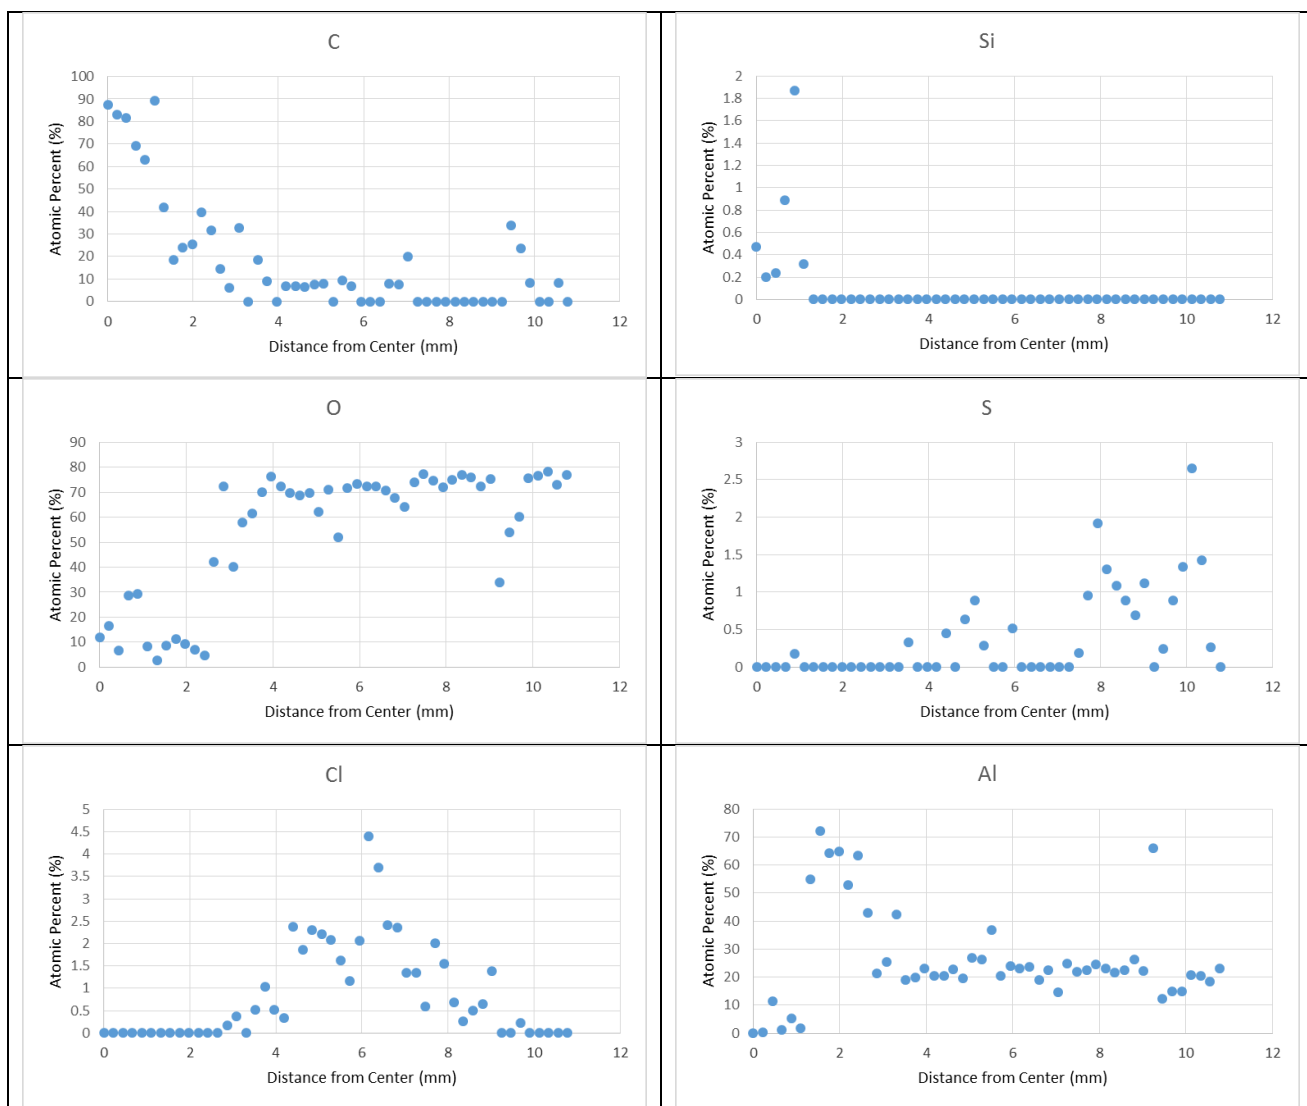 C
100
90
80
70
60
50
40
30
20
10
0
Atomic Percent (%)
0 2 4 6 8 10 12
Distance from Center (mm)
Si
2
1.8
1.6
1.4
1.2
1
0.8
0.6
0.4
0.2
0
Atomic Percent (%)
0 2 4 6 8 10 12
Distance from Center (mm)
O
90
80
70
60
50
40
30
20
10
0
Atomic Percent (%)
0 2 4 6 8 10 12
Distance from Center (mm)
S
3
2.5
2
1.5
1
0.5
0
Atomic Percent (%)
0 2 4 6 8 10 12
Distance from Center (mm)
Cl
5
4.5
4
3.5
3
2.5
2
1.5
1
0.5
0
Atomic Percent (%)
0 2 4 6 8 10 12
Distance from Center (mm)
Al
80
70
60
50
40
30
20
10
0
Atomic Percent (%)
0 2 4 6 8 10 12
Distance from Center (mm)